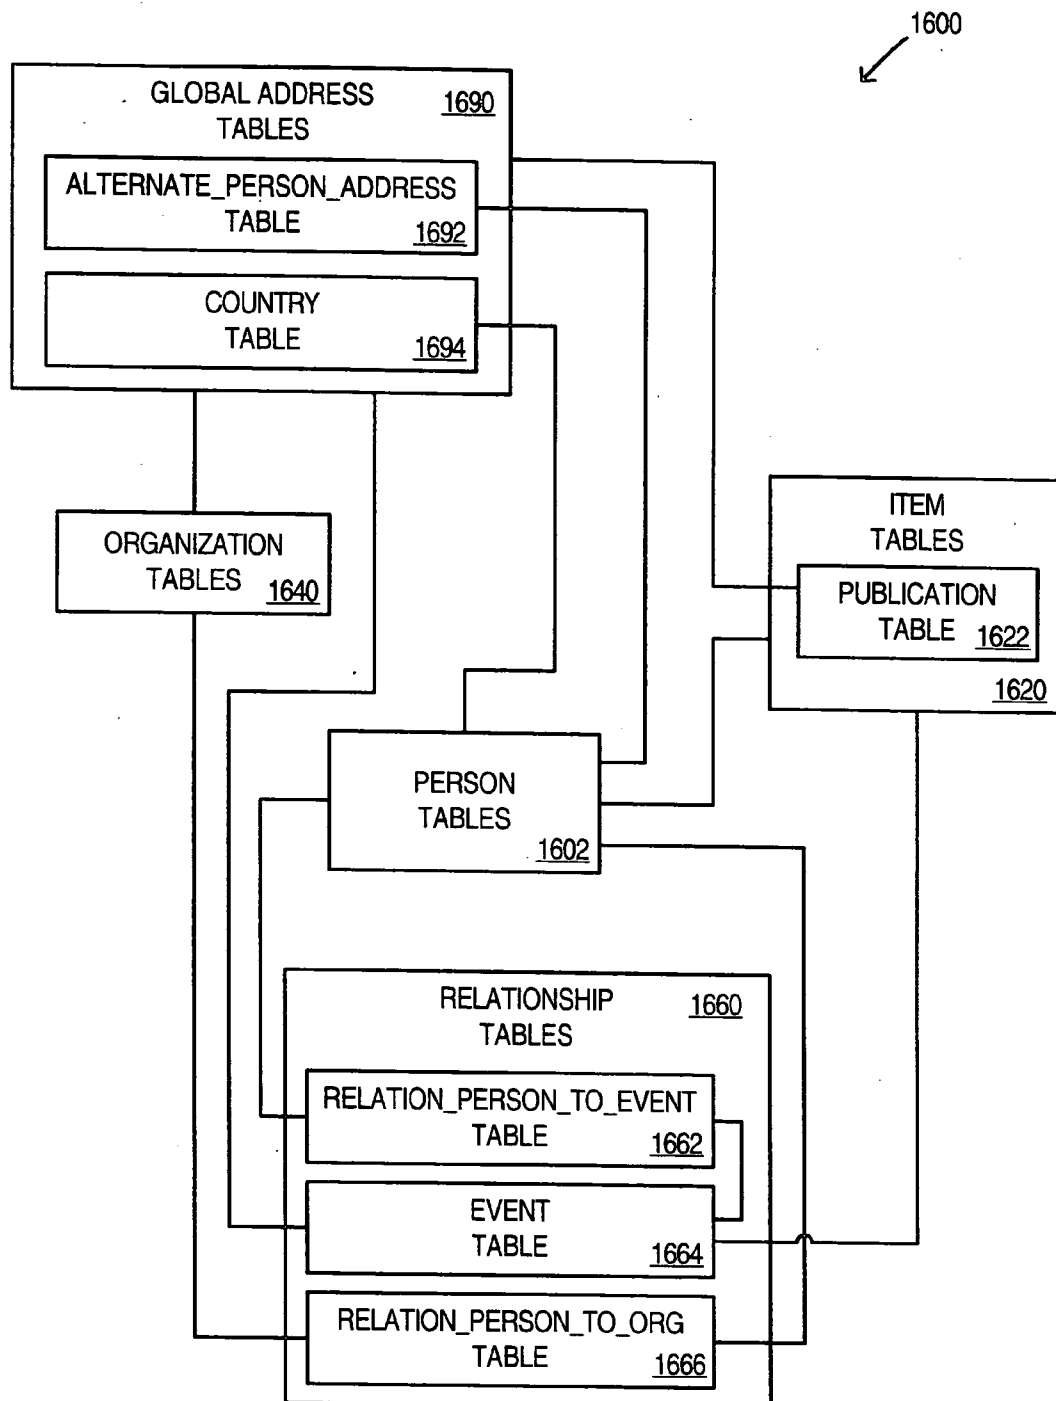 1600
GLOBAL ADDRESS
TABLES
1690
ALTERNATE_PERSON_ADDRESS
TABLE
1692
COUNTRY
TABLE
1694
ORGANIZATION
TABLES
1640
ITEM
TABLES
PUBLICATION
TABLE
1622
1620
PERSON
TABLES
1602
RELATIONSHIP
TABLES
1660
RELATION_PERSON_TO_EVENT
TABLE
1662
EVENT
TABLE
1664
RELATION_PERSON_TO_ORG
TABLE
1666